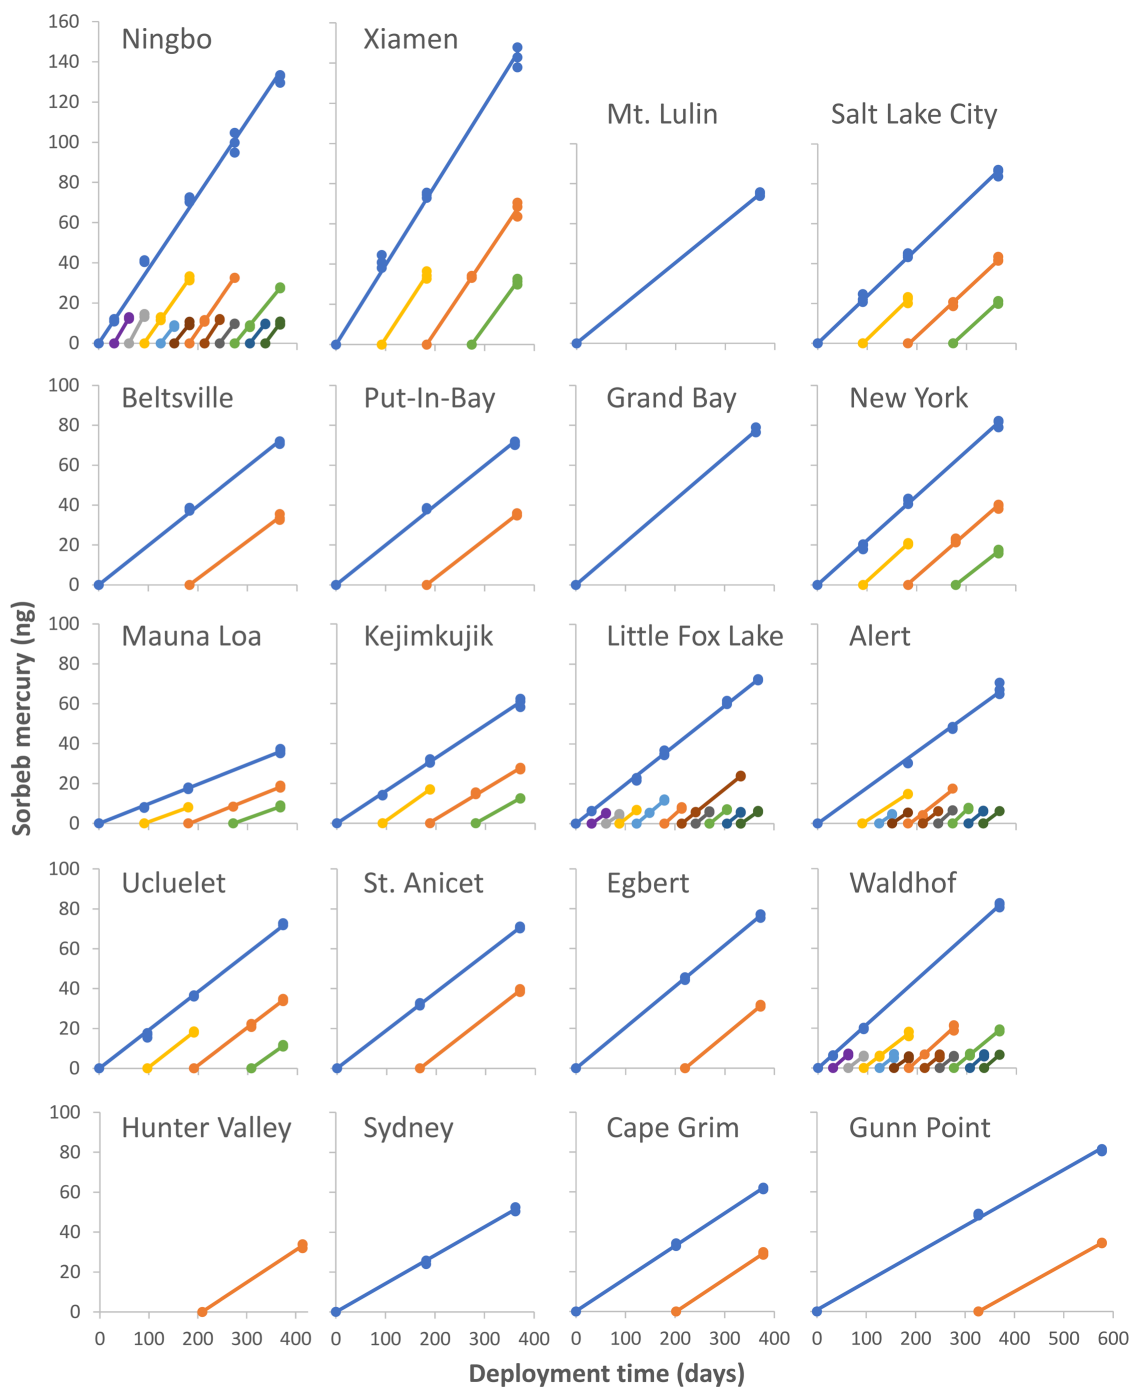 160
140
120
100
80
60
40
20
0
Ningbo
Xiamen
Mt. Lulin
Salt Lake City
100
80
60
40
20
0
Beltsville
Put-In-Bay
Grand Bay
New York
Sorbeb mercury (ng)
100
80
60
40
20
0
Mauna Loa
Kejimkujik
Little Fox Lake
Alert
100
80
60
40
20
0
Ucluelet
St. Anicet
Egbert
Waldhof
100
80
60
40
20
0
Hunter Valley
Sydney
Cape Grim
Gunn Point
0 100 200 300 400
0 100 200 300 400
0 100 200 300 400
0 100 200 300 400 500 600
Deployment time (days)